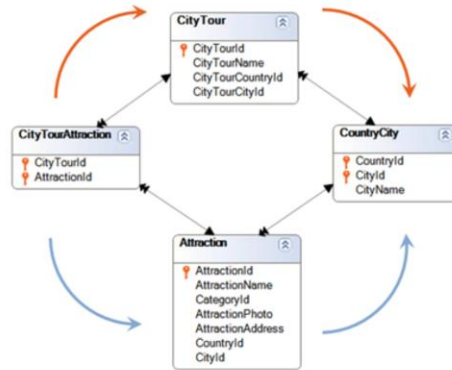 CityTour
CityTourId
CityTourName
CityTourCountryId
CityTourCityId
CityTourAttraction
CityTourId
AttractionId
CountryCity
CountryId
CityId
CityName
Attraction
AttractionId
AttractionName
CategoryId
AttractionPhoto
AttractionAddress
CountryId
CityId